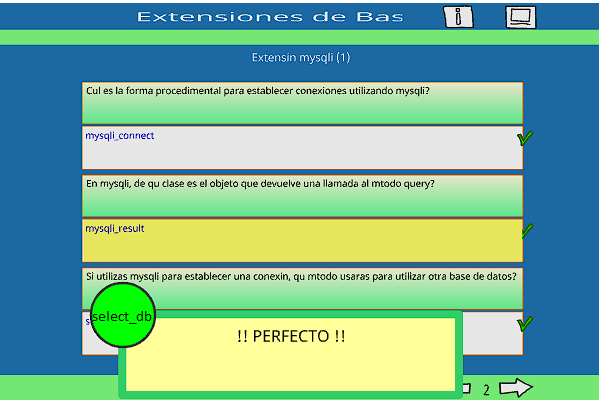 Extensiones de Bas
Extensin mysqli (1)
Cul es la forma procedimental para establecer conexiones utilizando mysqli?
mysqli_connect
En mysqli, de qu clase es el objeto que devuelve una llamada al mtodo query?
mysqli_result
Si utilizas mysqli para establecer una conexin, qu mtodo usaras para utilizar otra base de datos?
select_db
!! PERFECTO !!
2